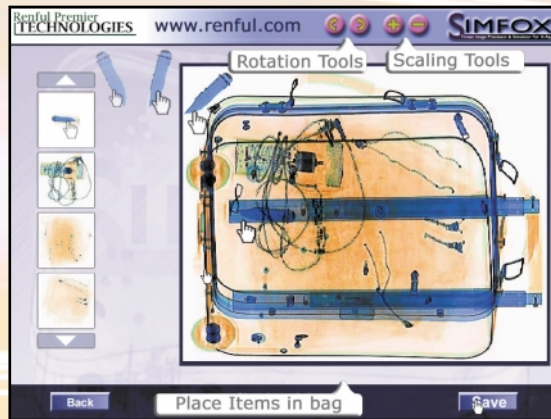 Renful Premier
TECHNOLOGIES
www.renful.com
SIMFOX
Rotation Tools
Scaling Tools
Back
Place Items in bag
Save